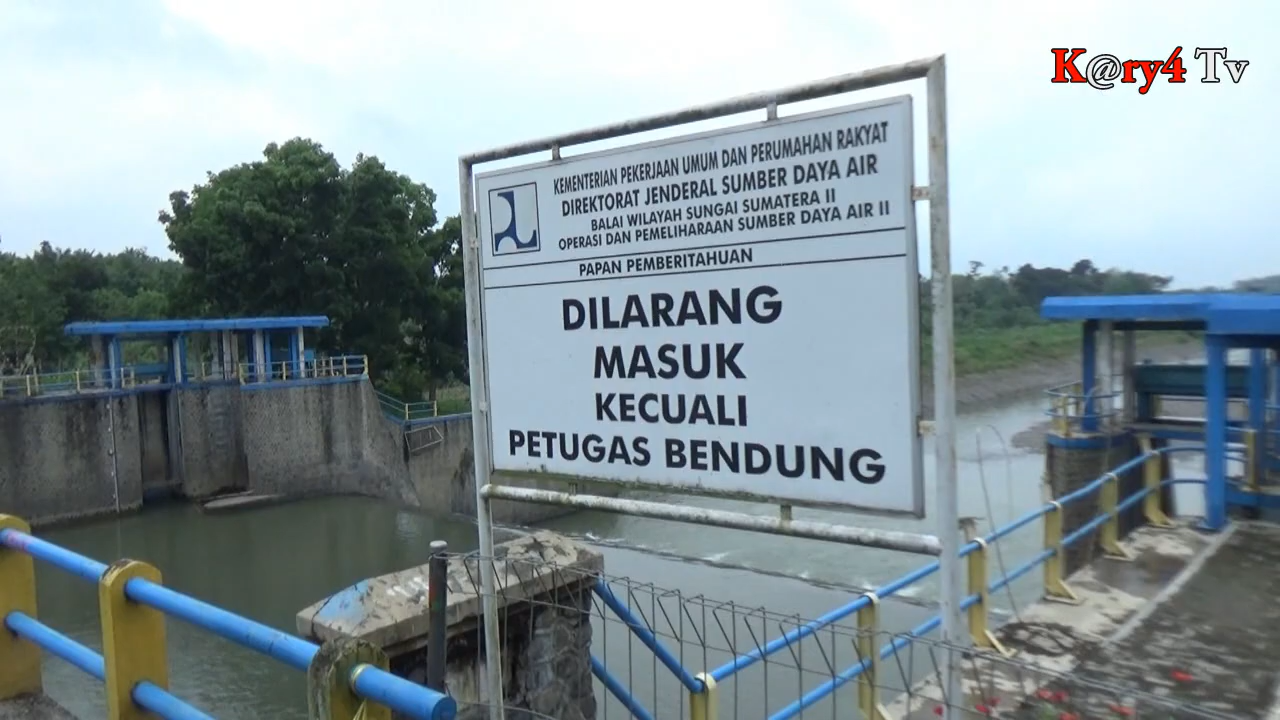 K@ry4 Tv
KEMENTERIAN PEKERJAAN UMUM DAN PERUMAHAN RAKYAT
DIREKTORAT JENDERAL SUMBER DAYA AIR
BALAI WILAYAH SUNGAI SUMATERA II
OPERASI DAN PEMELIHARAAN SUMBER DAYA AIR II
PAPAN PEMBERITAHUAN
DILARANG
MASUK
KECUALI
PETUGAS BENDUNG